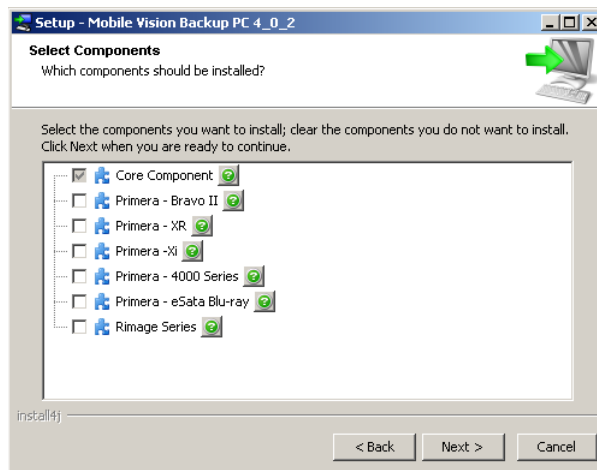 Setup - Mobile Vision Backup PC 4_0_2
Select Components
Which components should be installed?
Select the components you want to install; clear the components you do not want to install.
Click Next when you are ready to continue.
Core Component
Primera - Bravo II
Primera - XR
Primera -Xi
Primera - 4000 Series
Primera - eSata Blu-ray
Rimage Series
install4j
< Back Next > Cancel